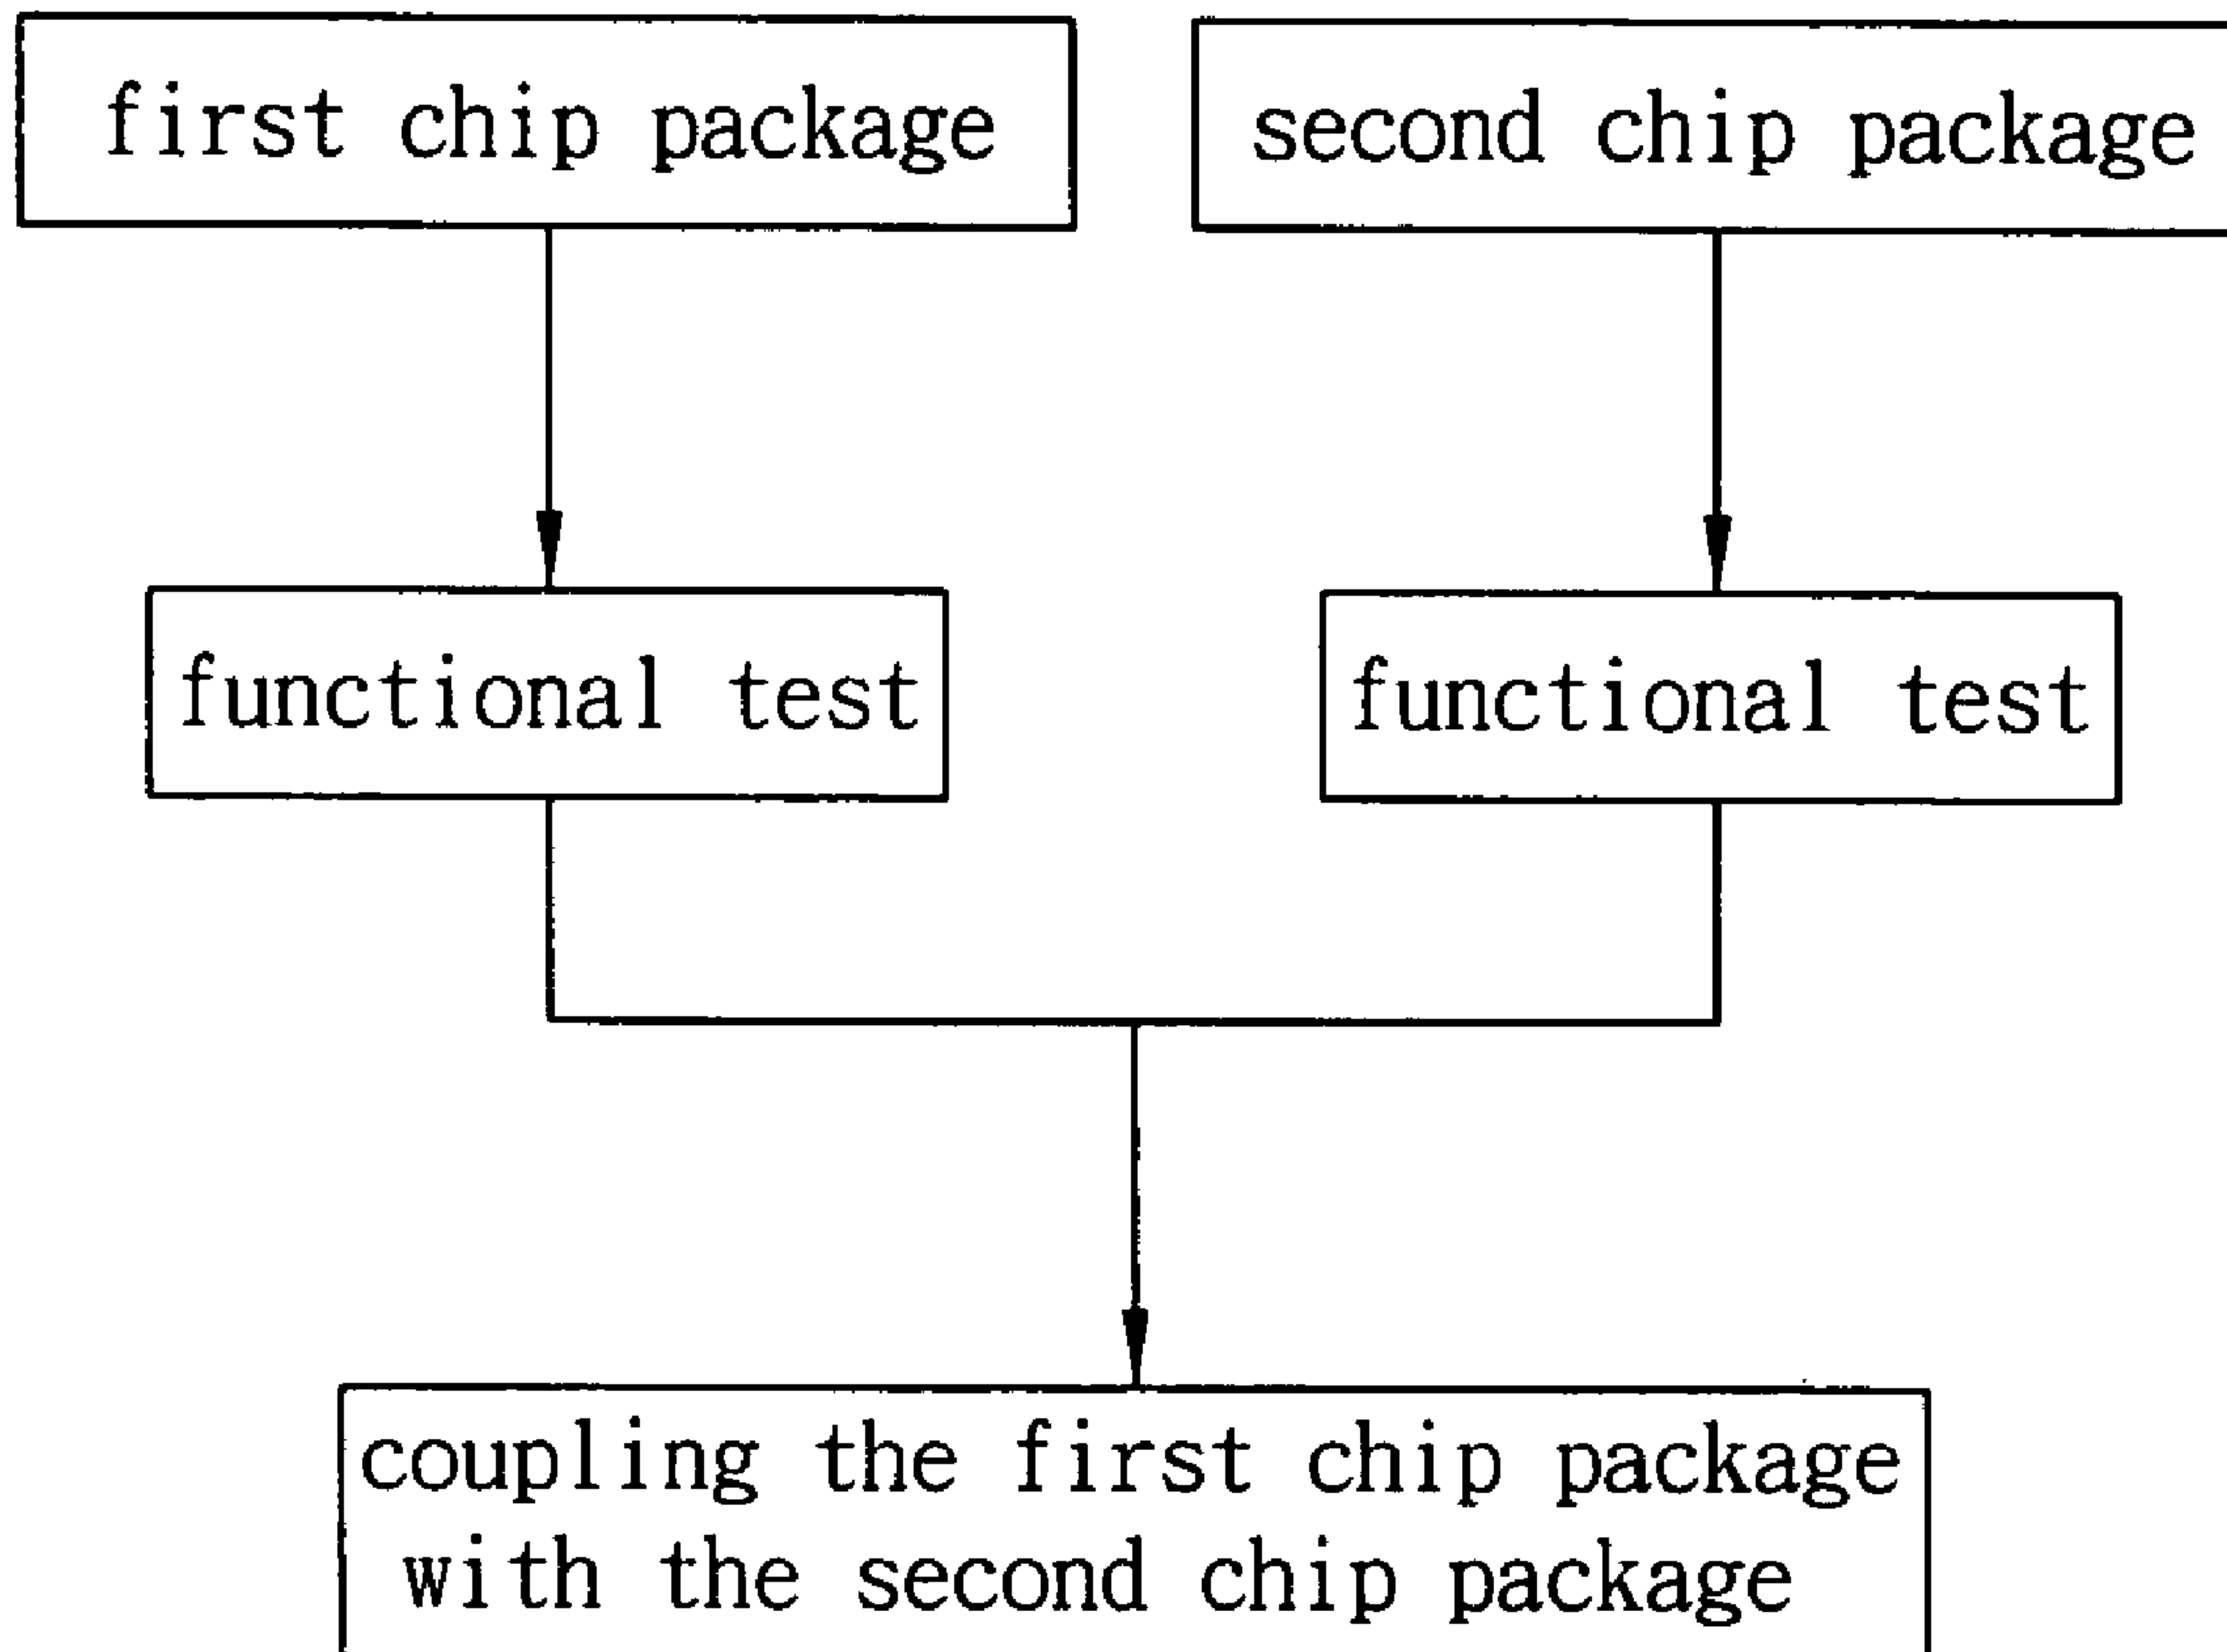 first chip package
second chip package
functional test
functional test
coupling the first chip package
with the second chip package